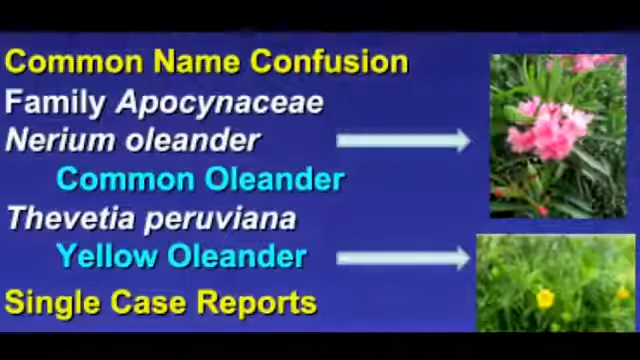 Common Name Confusion
Family Apocynaceae
Nerium oleander
Common Oleander
Thevetia peruviana
Yellow Oleander
Single Case Reports